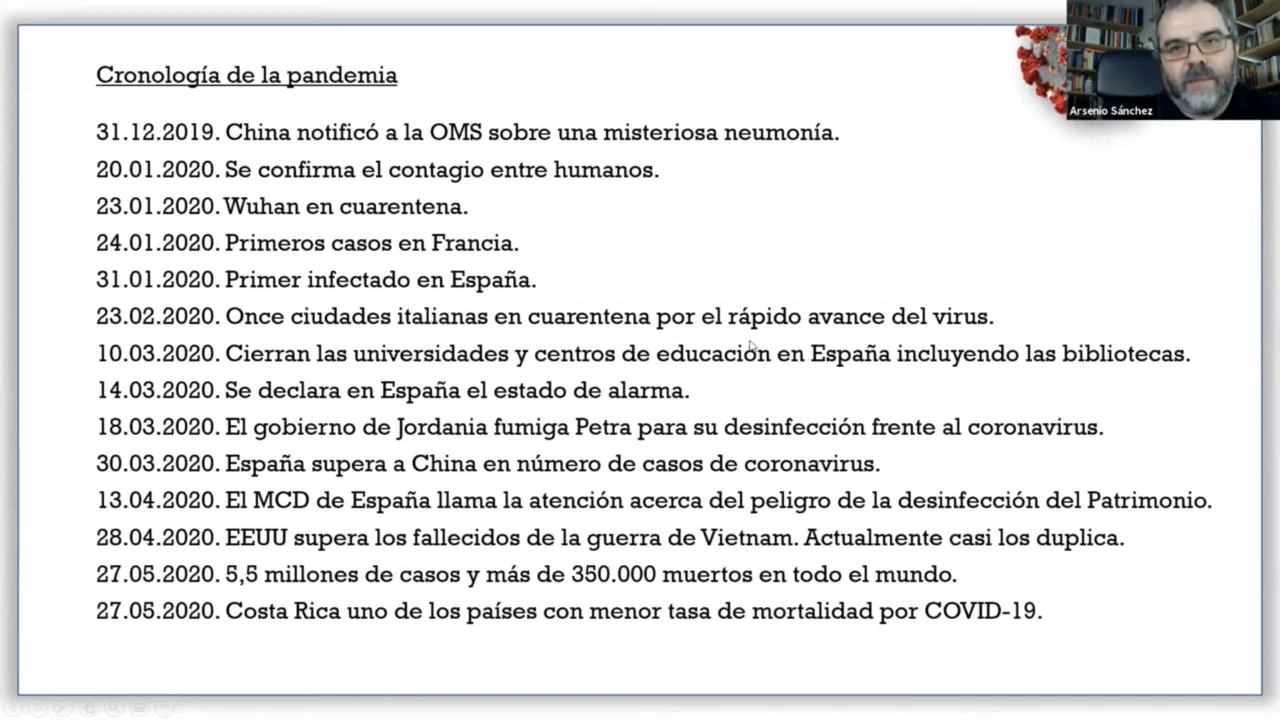 Cronología de la pandemia
Arsenio Sánchez
31.12.2019. China notificó a la OMS sobre una misteriosa neumonía.
20.01.2020. Se confirma el contagio entre humanos.
23.01.2020. Wuhan en cuarentena.
24.01.2020. Primeros casos en Francia.
31.01.2020. Primer infectado en España.
23.02.2020. Once ciudades italianas en cuarentena por el rápido avance del virus.
10.03.2020. Cierran las universidades y centros de educación en España incluyendo las bibliotecas.
14.03.2020. Se declara en España el estado de alarma.
18.03.2020. El gobierno de Jordania fumiga Petra para su desinfección frente al coronavirus.
30.03.2020. España supera a China en número de casos de coronavirus.
13.04.2020. El MCD de España llama la atención acerca del peligro de la desinfección del Patrimonio.
28.04.2020. EEUU supera los fallecidos de la guerra de Vietnam. Actualmente casi los duplica.
27.05.2020. 5,5 millones de casos y más de 350.000 muertos en todo el mundo.
27.05.2020. Costa Rica uno de los países con menor tasa de mortalidad por COVID-19.